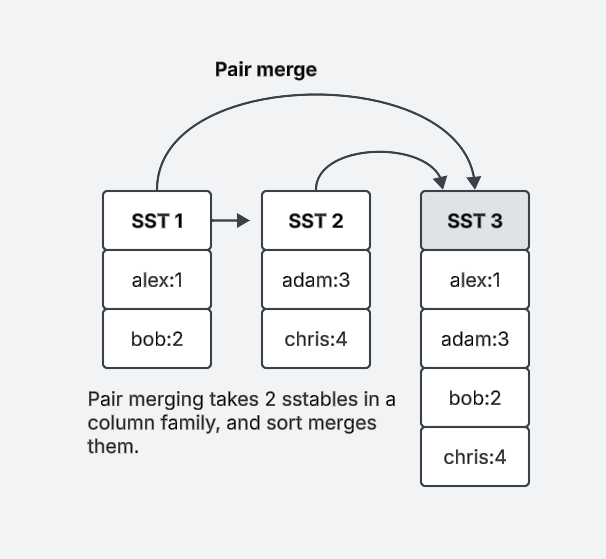 Pair merge
SST 1
SST 2
SST 3
alex:1
adam:3
alex:1
bob:2
chris:4
adam:3
bob:2
chris:4
Pair merging takes 2 sstables in a
column family, and sort merges
them.